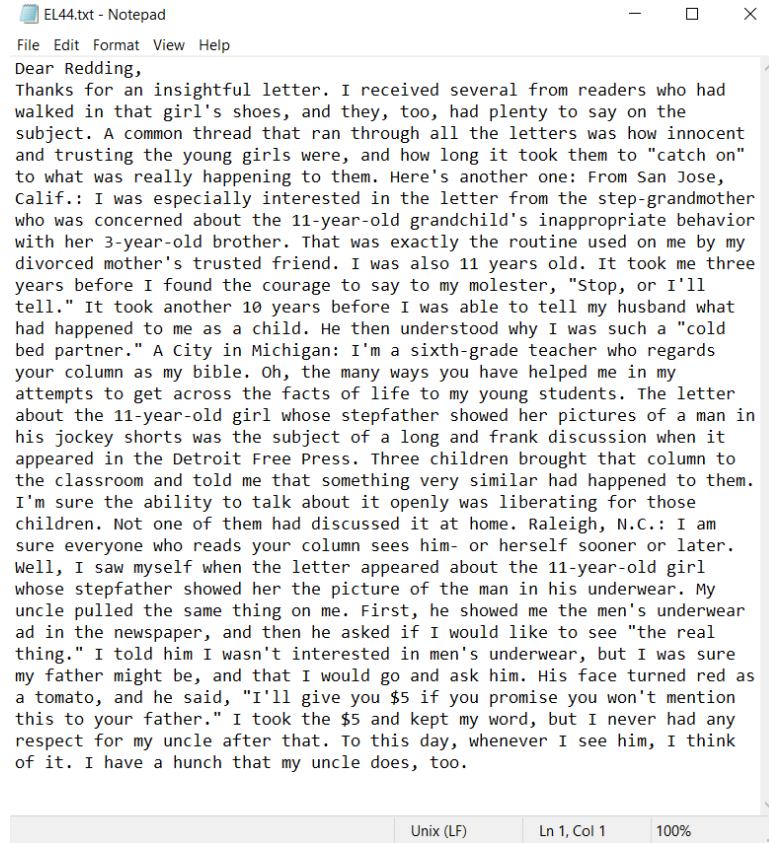 EL44.txt - Notepad
File Edit Format View Help
Dear Redding,
Thanks for an insightful letter. I received several from readers who had
walked in that girl's shoes, and they, too, had plenty to say on the
subject. A common thread that ran through all the letters was how innocent
and trusting the young girls were, and how long it took them to "catch on"
to what was really happening to them. Here's another one: From San Jose,
Calif.: I was especially interested in the letter from the step-grandmother
who was concerned about the 11-year-old grandchild's inappropriate behavior
with her 3-year-old brother. That was exactly the routine used on me by my
divorced mother's trusted friend. I was also 11 years old. It took me three
years before I found the courage to say to my molester, "Stop, or I'll
tell." It took another 10 years before I was able to tell my husband what
had happened to me as a child. He then understood why I was such a "cold
bed partner." A City in Michigan: I'm a sixth-grade teacher who regards
your column as my bible. Oh, the many ways you have helped me in my
attempts to get across the facts of life to my young students. The letter
about the 11-year-old girl whose stepfather showed her pictures of a man in
his jockey shorts was the subject of a long and frank discussion when it
appeared in the Detroit Free Press. Three children brought that column to
the classroom and told me that something very similar had happened to them.
I'm sure the ability to talk about it openly was liberating for those
children. Not one of them had discussed it at home. Raleigh, N.C.: I am
sure everyone who reads your column sees him- or herself sooner or later.
Well, I saw myself when the letter appeared about the 11-year-old girl
whose stepfather showed her the picture of the man in his underwear. My
uncle pulled the same thing on me. First, he showed me the men's underwear
ad in the newspaper, and then he asked if I would like to see "the real
thing." I told him I wasn't interested in men's underwear, but I was sure
my father might be, and that I would go and ask him. His face turned red as
a tomato, and he said, "I'll give you $5 if you promise you won't mention
this to your father." I took the $5 and kept my word, but I never had any
respect for my uncle after that. To this day, whenever I see him, I think
of it. I have a hunch that my uncle does, too.
Unix (LF) Ln 1, Col 1 100%